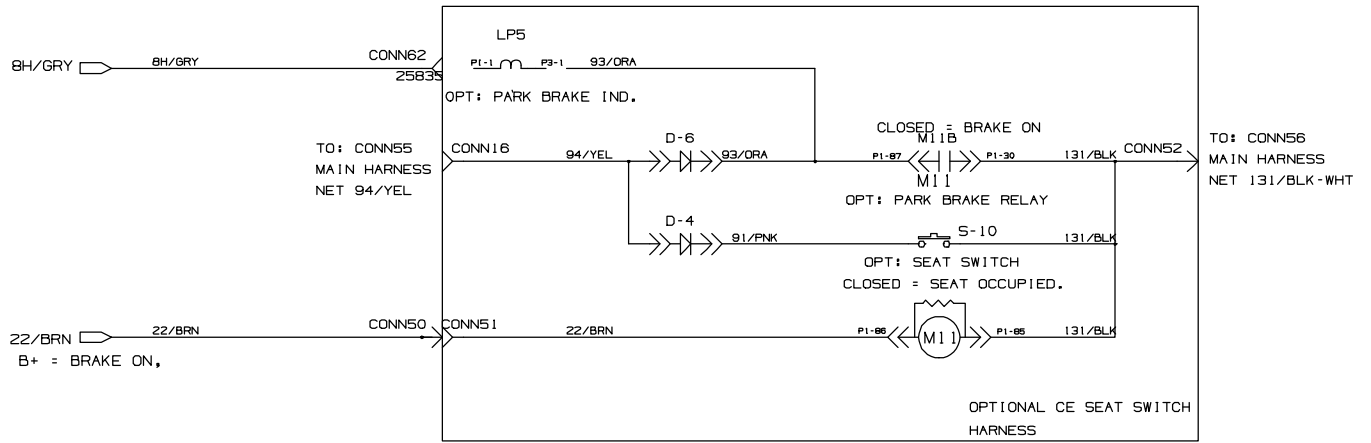 LP5
CONN62
8H/GRY
8H/GRY
25835
P1-1
P3-1
93/ORA
OPT: PARK BRAKE IND.
CLOSED = BRAKE ON
M11B
D-6
TO: CONN55
MAIN HARNESS
NET 94/YEL
CONN16
94/YEL
93/ORA
P1-87
P1-30
131/BLK
CONN52
TO: CONN56
MAIN HARNESS
NET 131/BLK-WHT
M11
OPT: PARK BRAKE RELAY
D-4
91/PNK
S-10
131/BLK
OPT: SEAT SWITCH
CLOSED = SEAT OCCUPIED.
22/BRN
22/BRN
CONN50
CONN51
22/BRN
P1-86
M11
P1-85
131/BLK
B+ = BRAKE ON,
OPTIONAL CE SEAT SWITCH
HARNESS